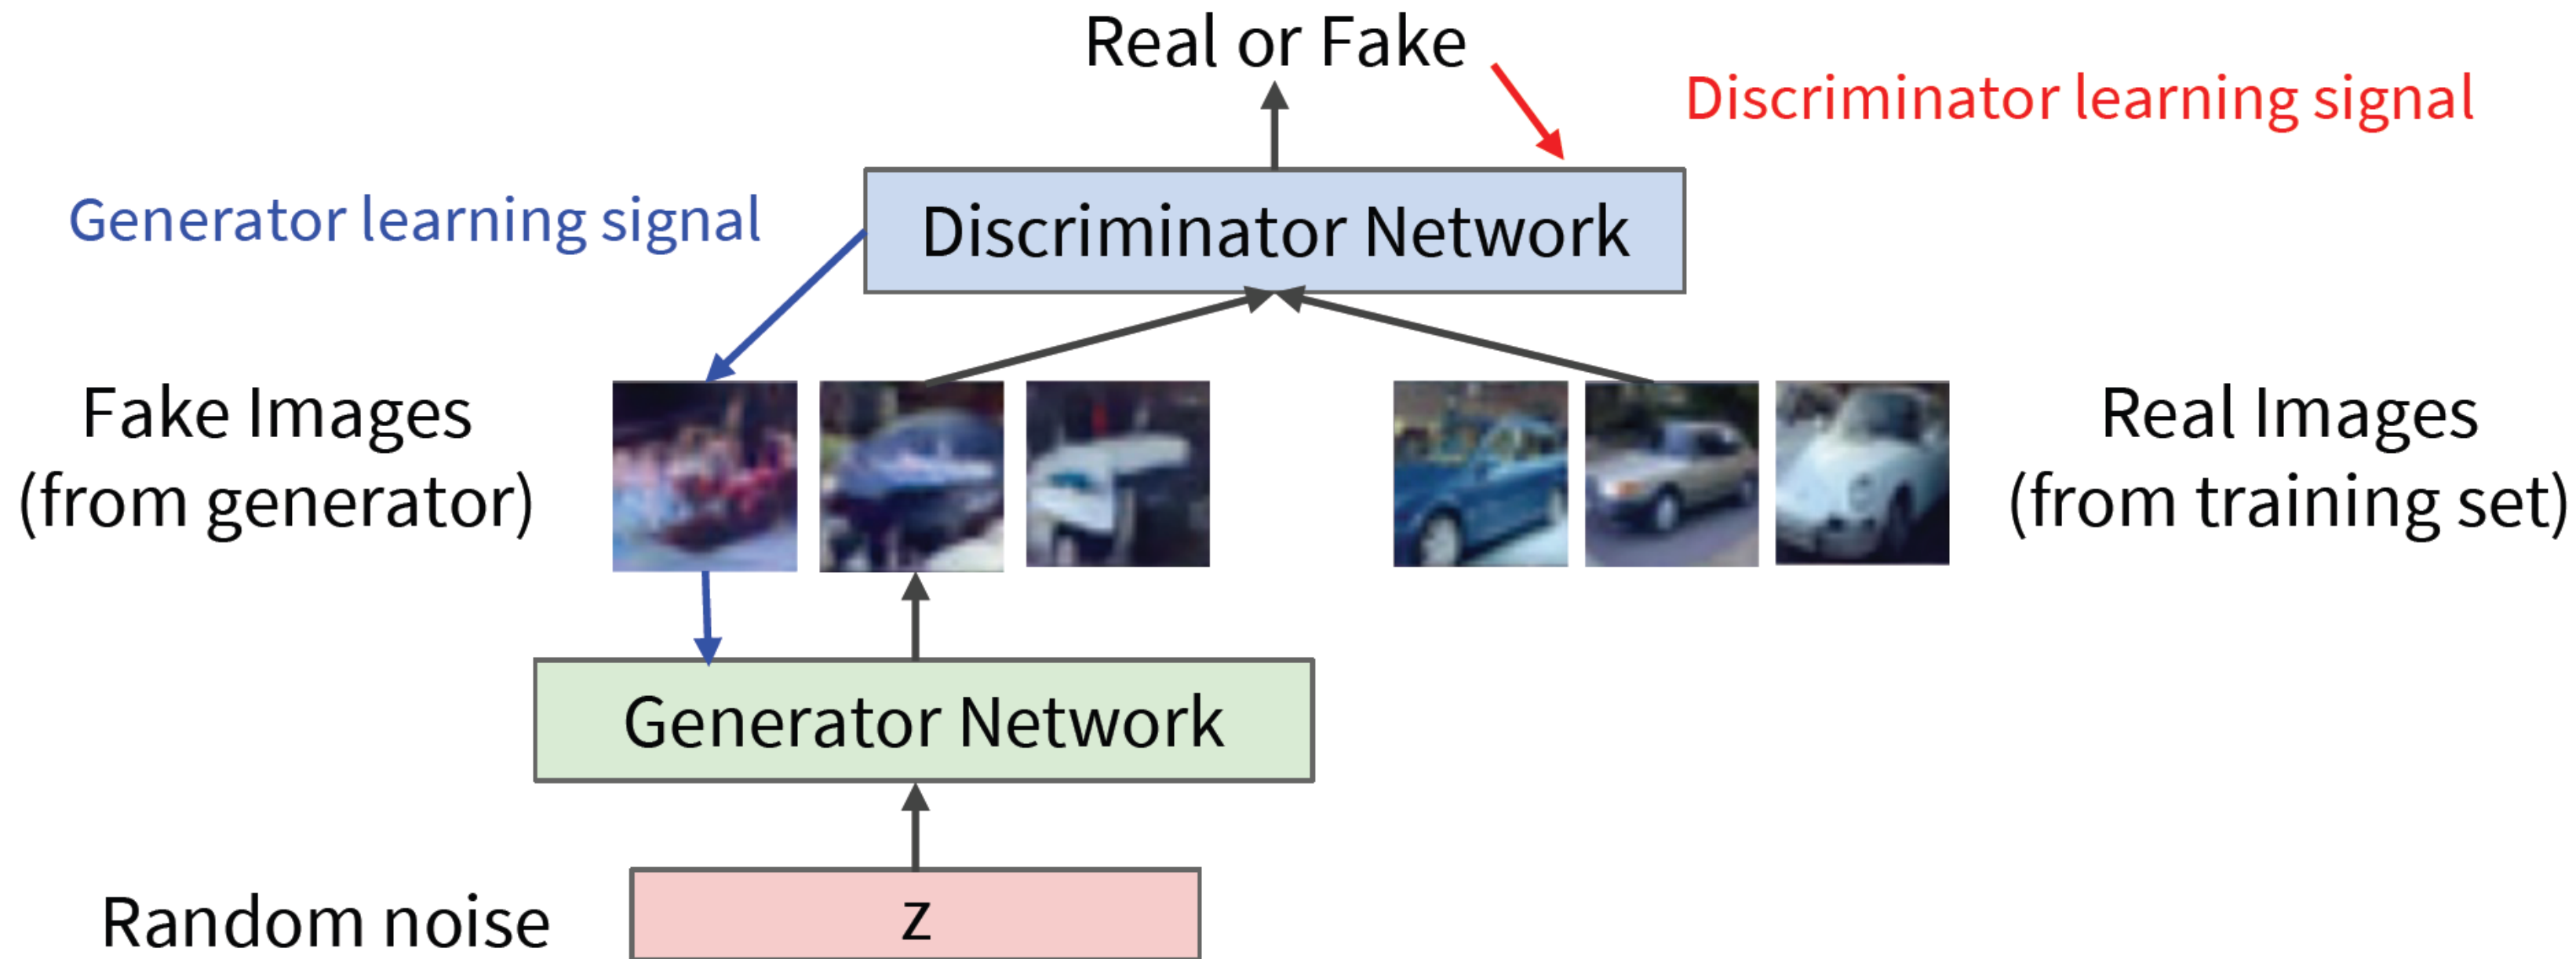 Real or Fake
Discriminator learning signal
Generator learning signal
Discriminator Network
Fake Images
(from generator)
Real Images
(from training set)
Generator Network
Random noise
z